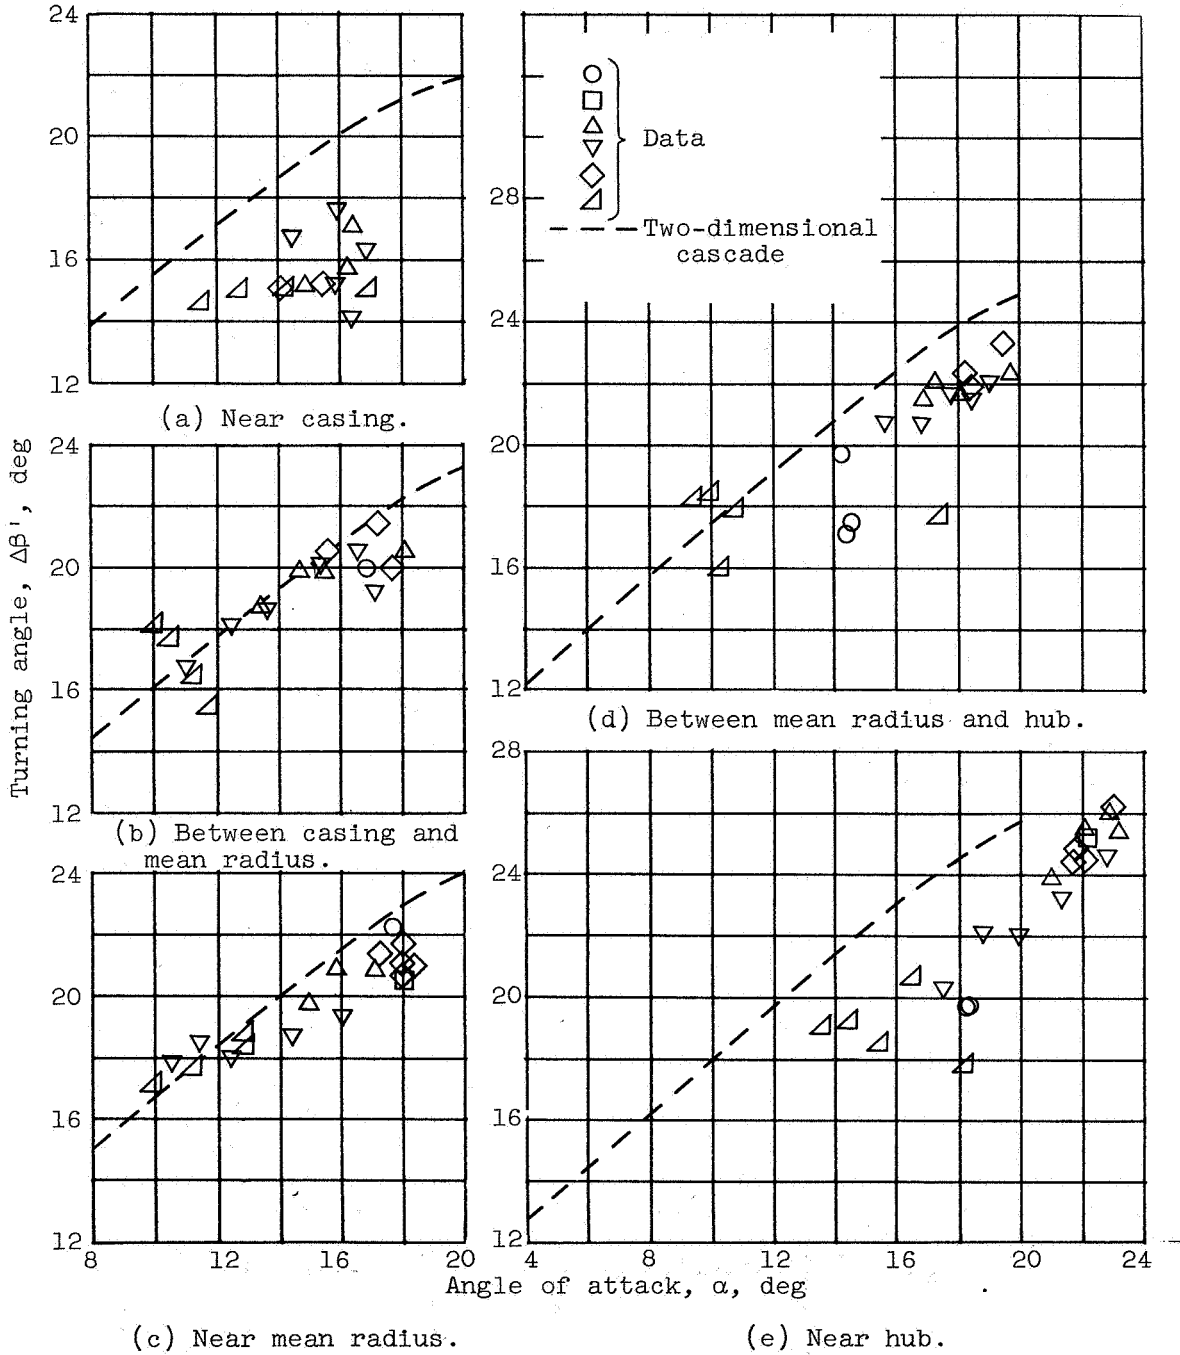 24
20
16
12
(a) Near casing.
24
20
16
12
(b) Between casing and
mean radius.
24
20
16
12
8 12 16 20
(c) Near mean radius.
Turning angle, Δβ', deg
Data
Two-dimensional
cascade
28
24
20
16
12
(d) Between mean radius and hub.
28
24
20
16
12
4 8 12 16 20 24
Angle of attack, α, deg
(e) Near hub.